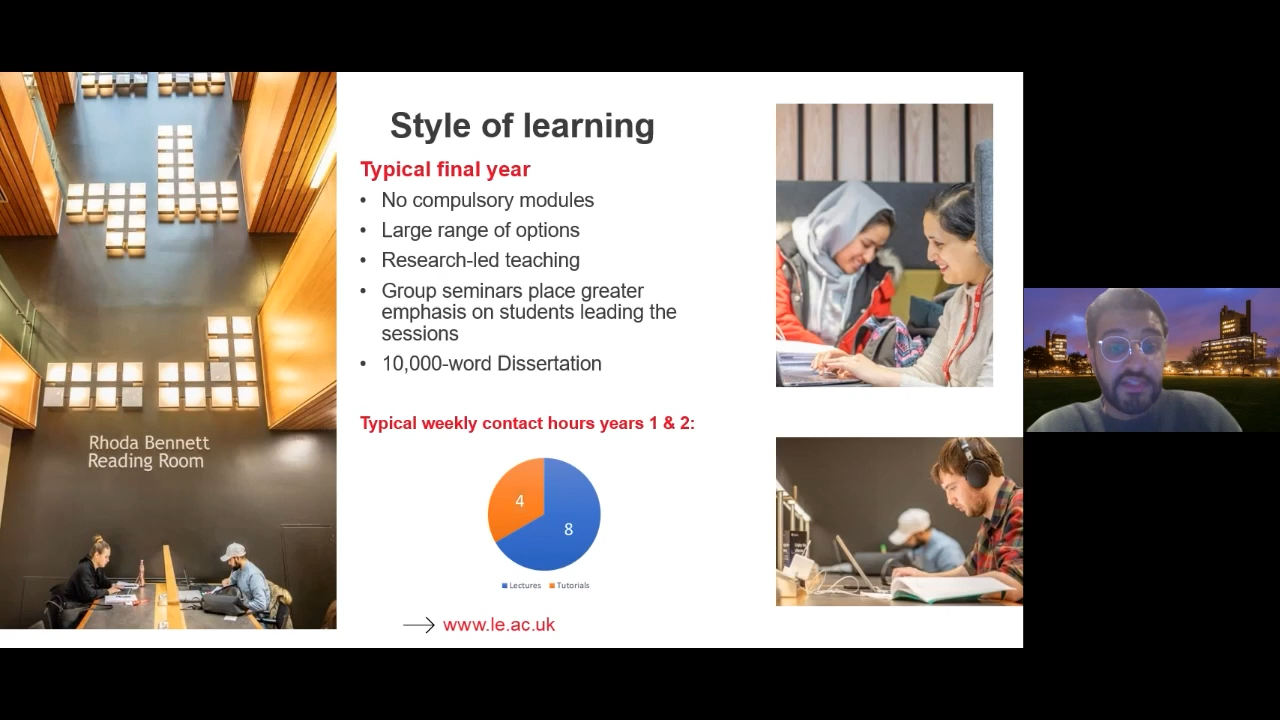 Style of learning
Typical final year
• No compulsory modules
• Large range of options
• Research-led teaching
• Group seminars place greater
emphasis on students leading the
sessions
• 10,000-word Dissertation
Typical weekly contact hours years 1 & 2:
4
8
Lectures Tutorials
www.le.ac.uk
Rhoda Bennett
Reading Room